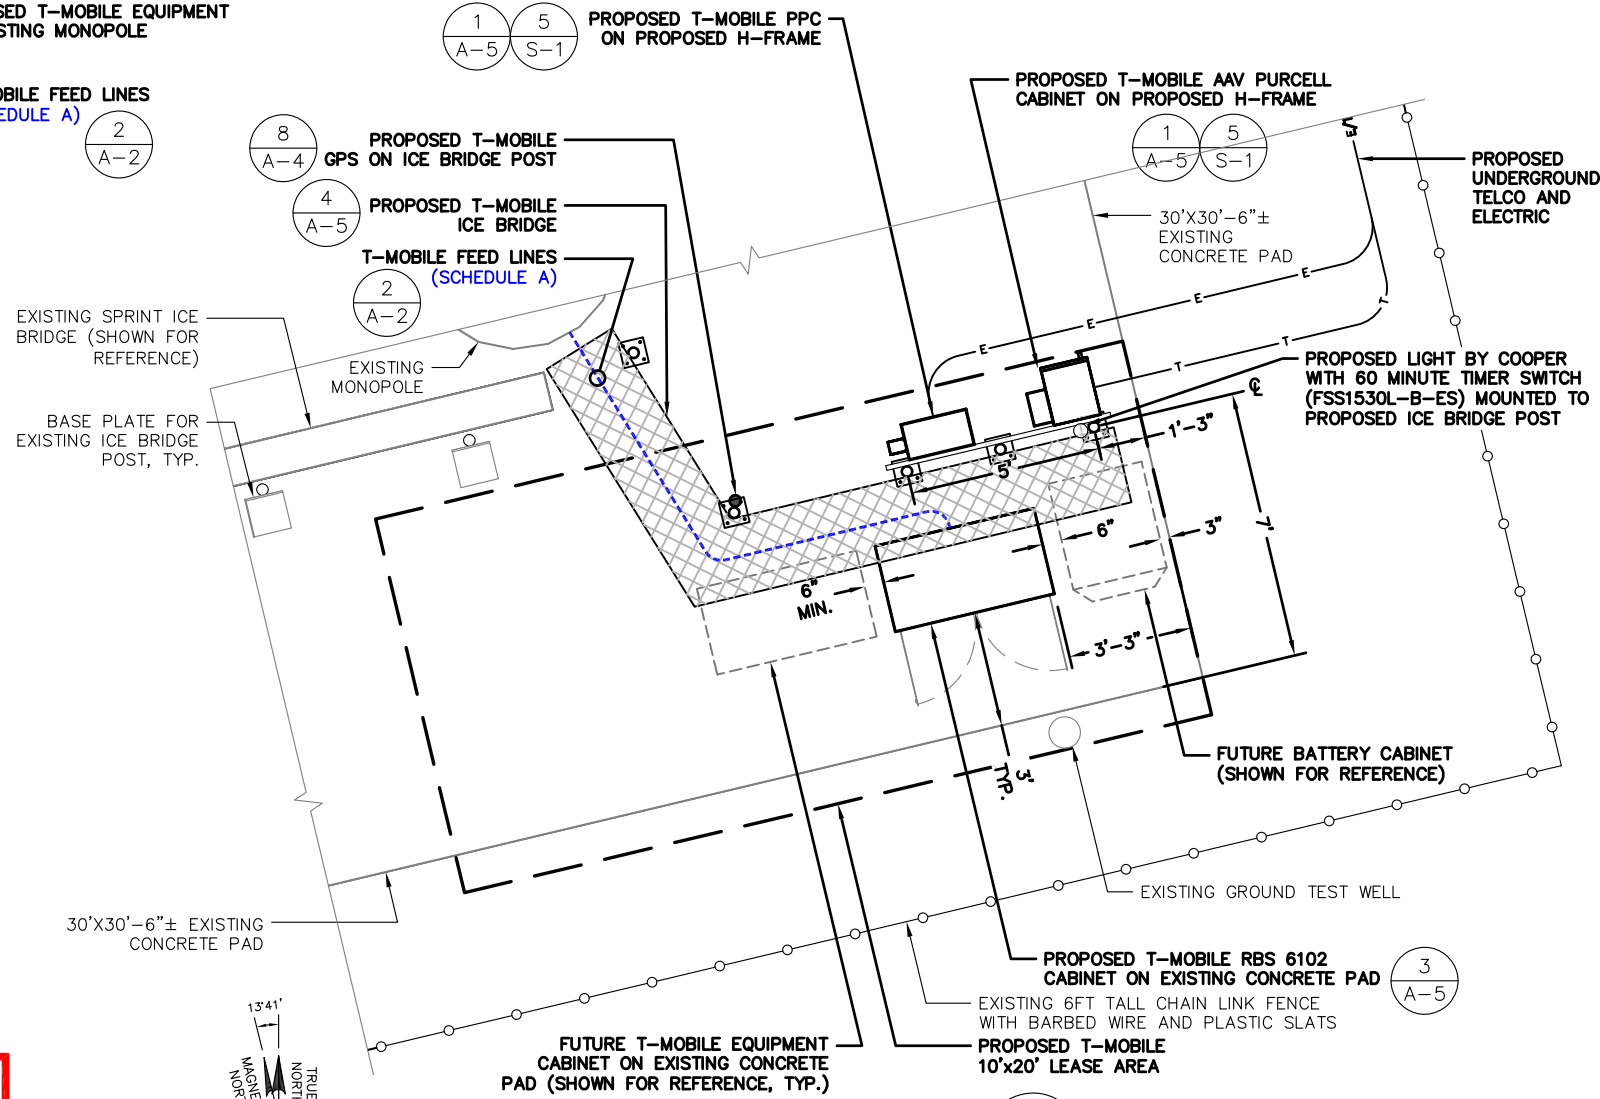 SED T-MOBILE EQUIPMENT
STING MONOPOLE
OBILE FEED LINES
EDULE A)
2
A-2
1
A-5
5
S-1
PROPOSED T-MOBILE PPC
ON PROPOSED H-FRAME
PROPOSED T-MOBILE AAV PURCELL
CABINET ON PROPOSED H-FRAME
1
A-5
5
S-1
8
A-4
PROPOSED T-MOBILE
GPS ON ICE BRIDGE POST
4
A-5
PROPOSED T-MOBILE
ICE BRIDGE
T-MOBILE FEED LINES
(SCHEDULE A)
2
A-2
PROPOSED
UNDERGROUND
TELCO AND
ELECTRIC
30'X30'-6"±
EXISTING
CONCRETE PAD
EXISTING SPRINT ICE
BRIDGE (SHOWN FOR
REFERENCE)
EXISTING
MONOPOLE
BASE PLATE FOR
EXISTING ICE BRIDGE
POST, TYP.
E
E
E
E
E
T
T
T
PROPOSED LIGHT BY COOPER
WITH 60 MINUTE TIMER SWITCH
(FSS1530L-B-ES) MOUNTED TO
PROPOSED ICE BRIDGE POST
℄
1'-3"
5'
7'
6"
3"
6"
MIN.
3'-3"
3'
TYP.
FUTURE BATTERY CABINET
(SHOWN FOR REFERENCE)
EXISTING GROUND TEST WELL
30'X30'-6"± EXISTING
CONCRETE PAD
PROPOSED T-MOBILE RBS 6102
CABINET ON EXISTING CONCRETE PAD
3
A-5
EXISTING 6FT TALL CHAIN LINK FENCE
WITH BARBED WIRE AND PLASTIC SLATS
FUTURE T-MOBILE EQUIPMENT
CABINET ON EXISTING CONCRETE
PAD (SHOWN FOR REFERENCE, TYP.)
PROPOSED T-MOBILE
10'x20' LEASE AREA
13°41'
TRUE
NORTH
MAGNE
NORT